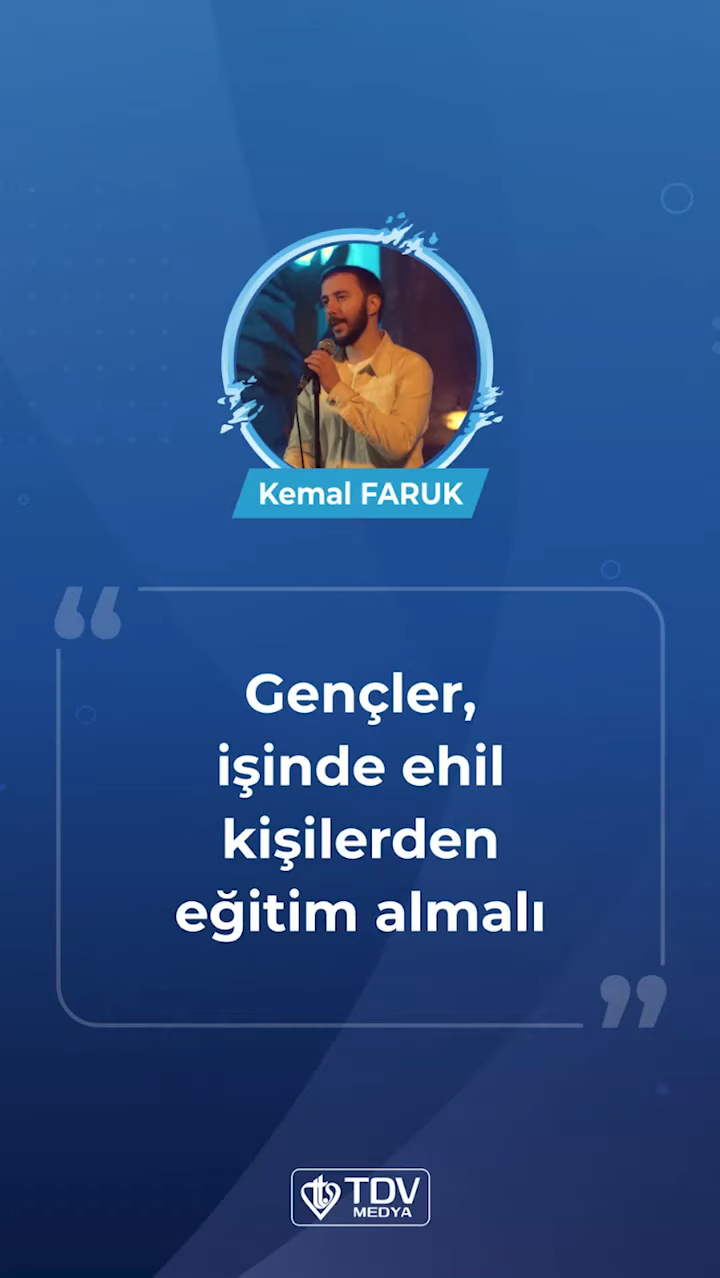 Kemal FARUK
“
Gençler,
işinde ehil
kişilerden
eğitim almalı
”
TDV
MEDYA